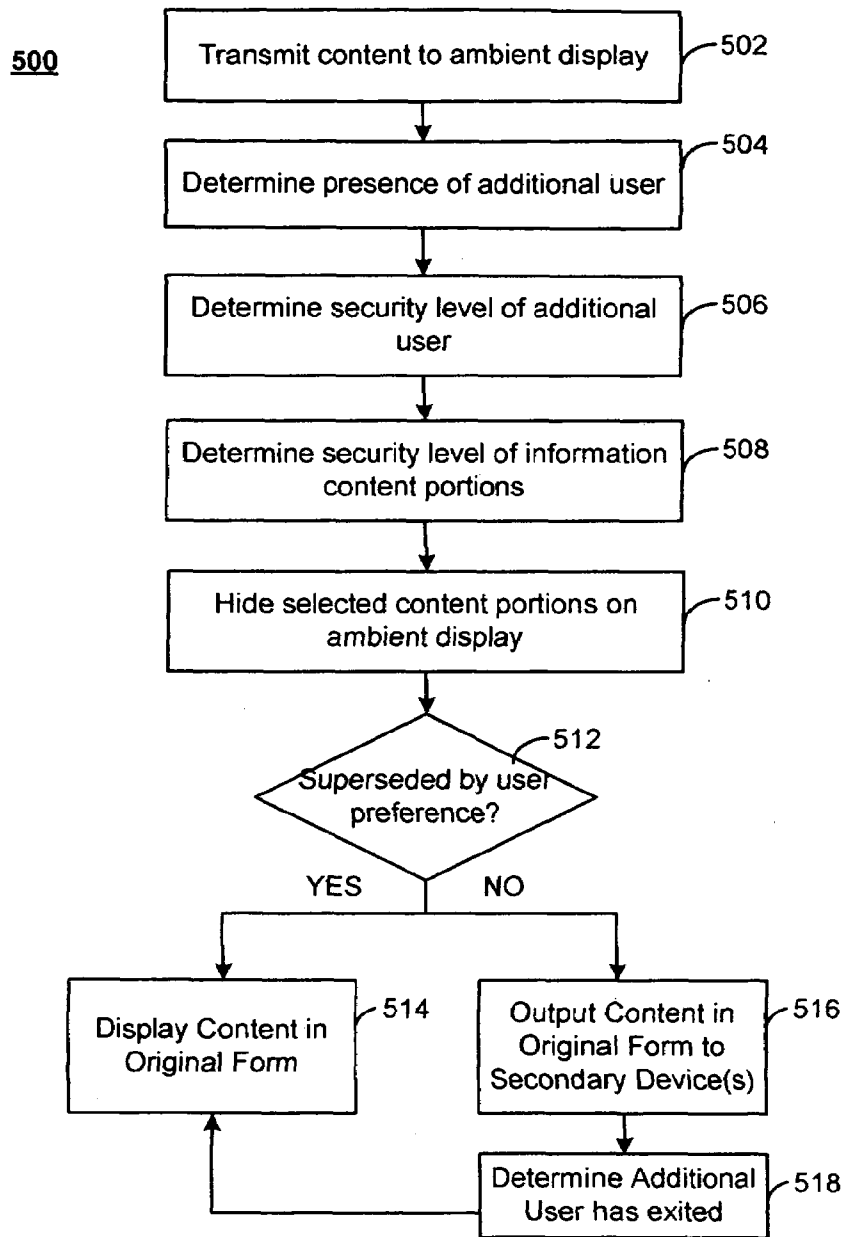 500
Transmit content to ambient display
502
504
Determine presence of additional user
Determine security level of additional
user
506
Determine security level of information
content portions
508
Hide selected content portions on
ambient display
510
512
Superseded by user
preference?
YES
NO
Display Content in
Original Form
514
Output Content in
Original Form to
Secondary Device(s)
516
Determine Additional
User has exited
518